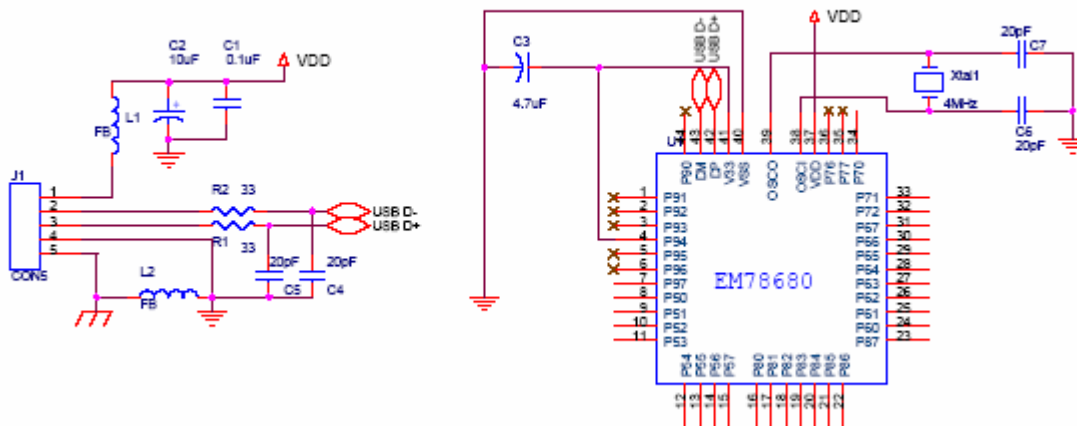 C2
10uF
C1
0.1uF
VDD
L1
FB
J1
1
2
3
4
5
CON5
R2 33
R1 33
USB D-
USB D+
20pF
20pF
C5
C4
L2
FB
C3
4.7uF
USB D-
USB D+
VDD
20pF
C7
Xtal1
4MHz
C6
20pF
44
43
42
41
40
39
38
37
36
35
34
P90
DM
DP
V33
VSS
OSCO
OSCI
VDD
P76
P77
P70
1 P91
2 P92
3 P93
4 P94
5 P95
6 P96
7 P97
8 P50
9 P51
10 P52
11 P53
EM78680
P71 33
P72 32
P67 31
P66 30
P65 29
P64 28
P63 27
P62 26
P61 25
P60 24
P87 23
P54
P55
P56
P57
P80
P81
P82
P83
P84
P85
P86
12
13
14
15
16
17
18
19
20
21
22